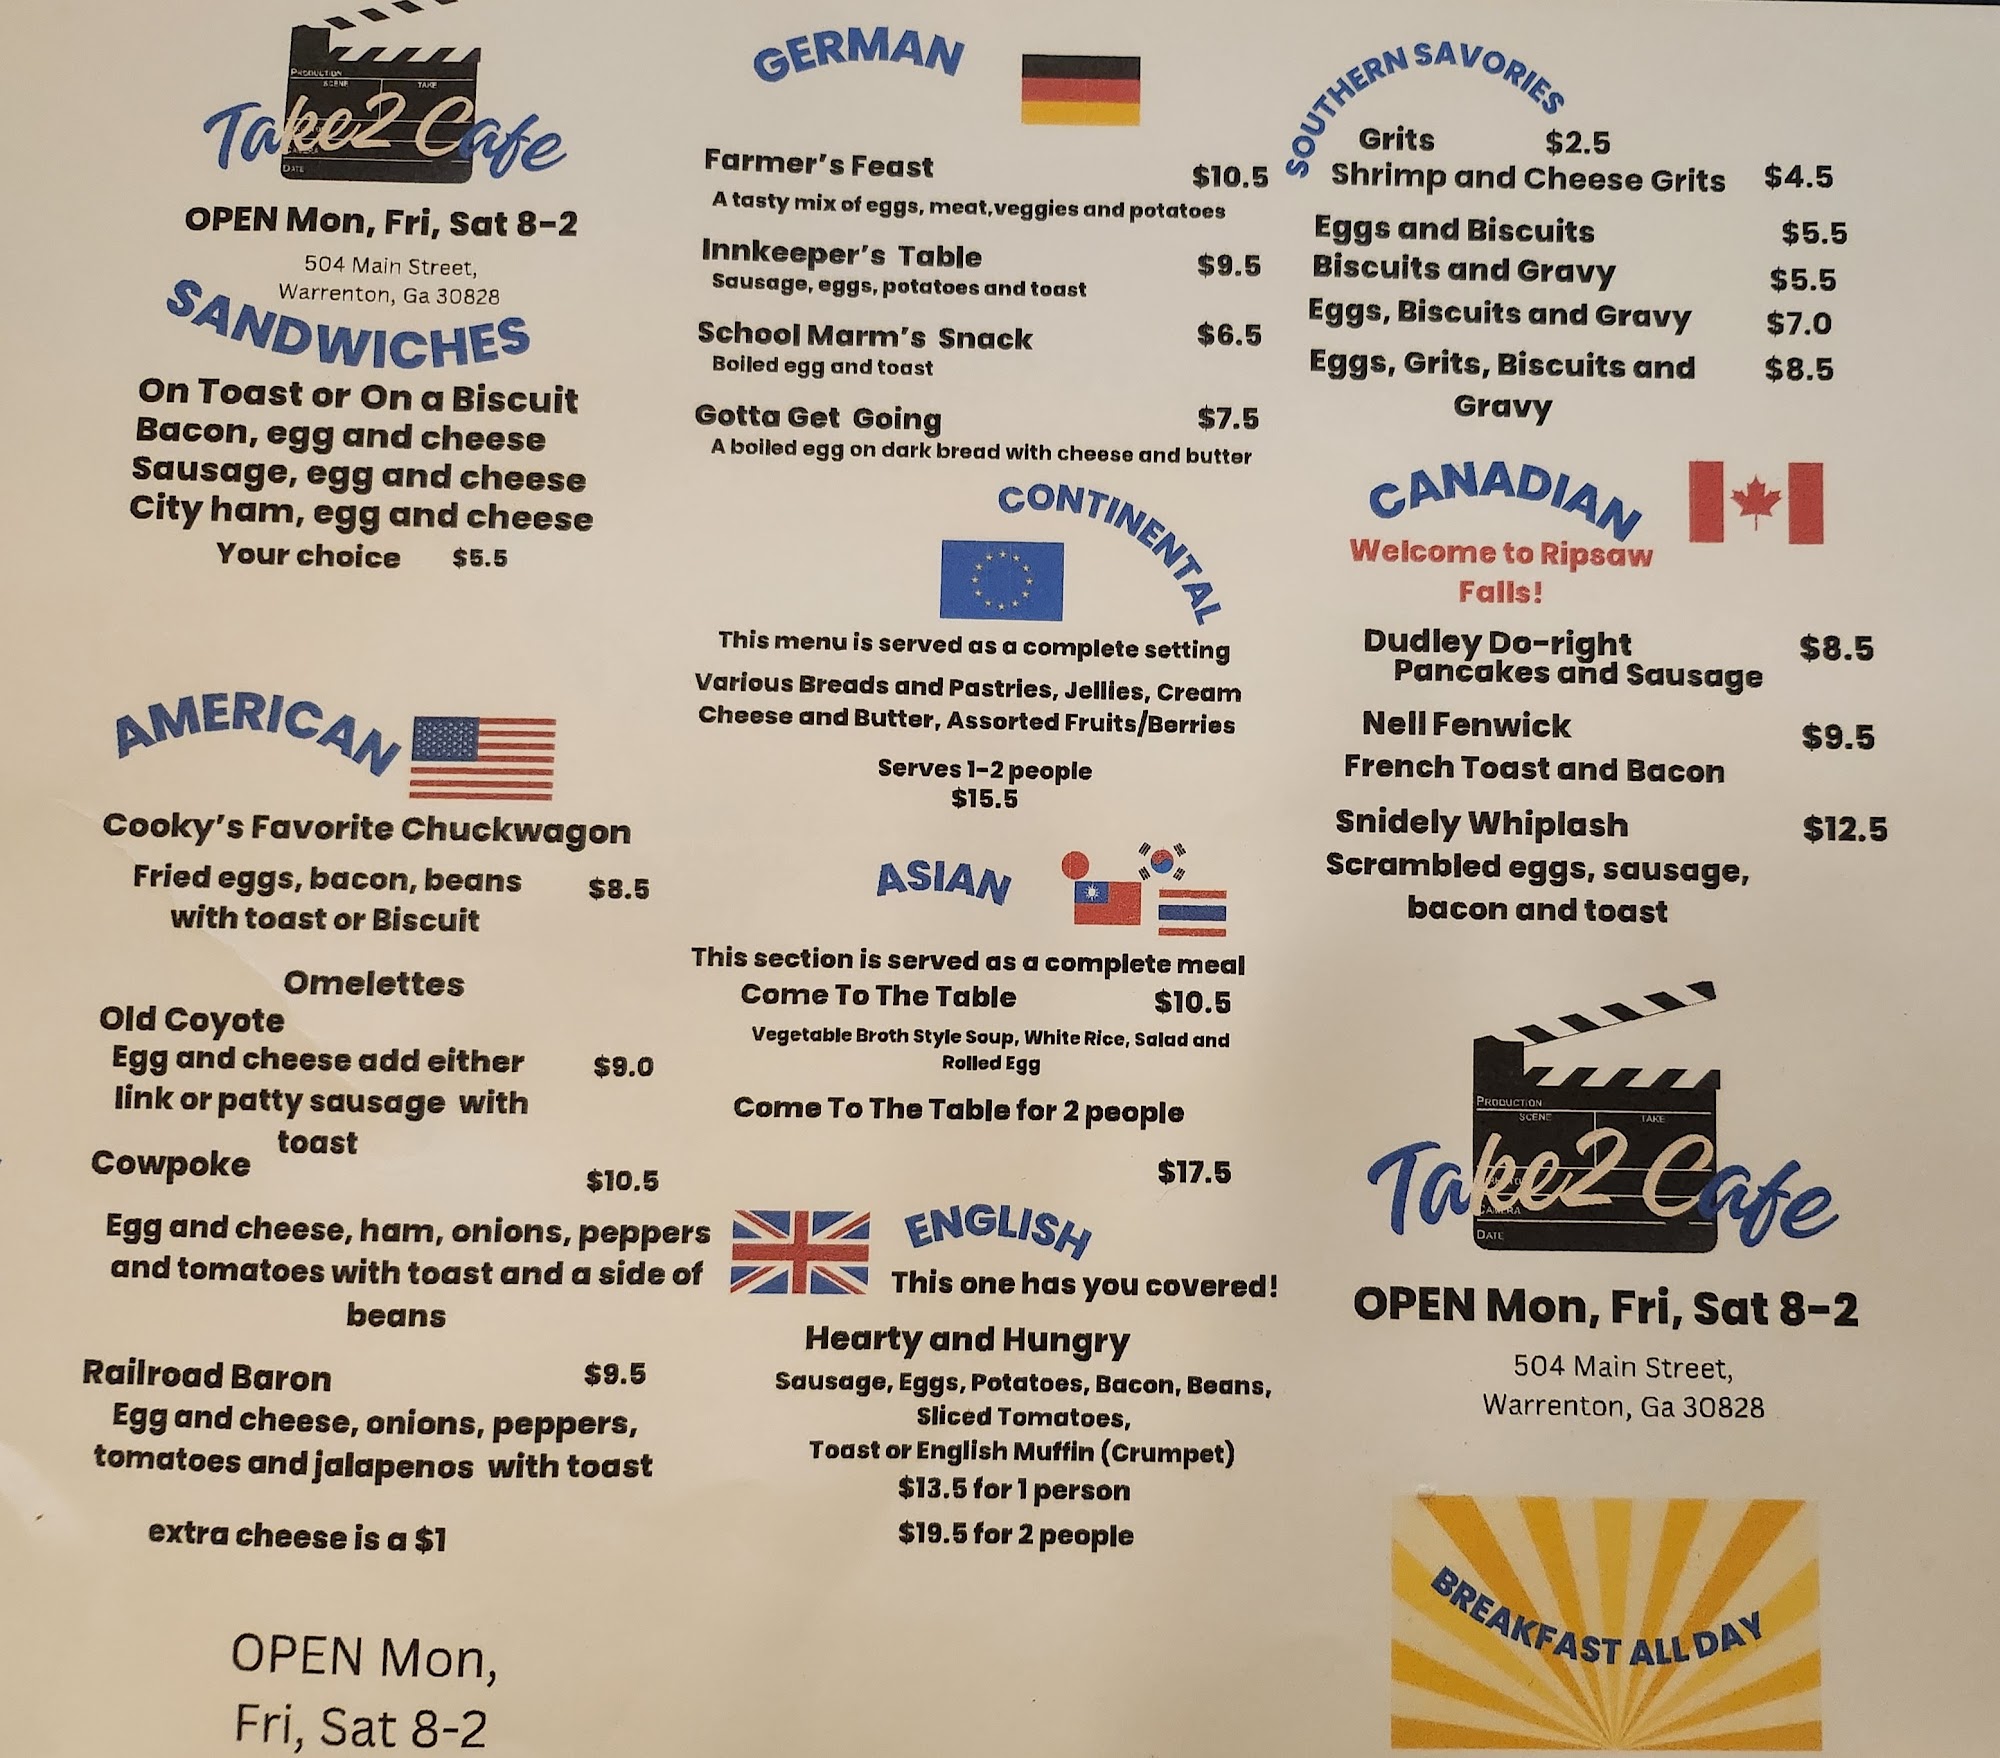 PRODUCTION
SCENE TAKE
Take2 Cafe
DATE
OPEN Mon, Fri, Sat 8-2
504 Main Street,
Warrenton, Ga 30828
SANDWICHES
On Toast or On a Biscuit
Bacon, egg and cheese
Sausage, egg and cheese
City ham, egg and cheese
Your choice $5.5
AMERICAN
Cooky's Favorite Chuckwagon
Fried eggs, bacon, beans $8.5
with toast or Biscuit
Omelettes
Old Coyote
Egg and cheese add either $9.0
link or patty sausage with
toast
Cowpoke $10.5
Egg and cheese, ham, onions, peppers
and tomatoes with toast and a side of
beans
Railroad Baron $9.5
Egg and cheese, onions, peppers,
tomatoes and jalapenos with toast
extra cheese is a $1
OPEN Mon,
Fri, Sat 8-2
GERMAN
Farmer's Feast $10.5
A tasty mix of eggs, meat,veggies and potatoes
Innkeeper's Table $9.5
Sausage, eggs, potatoes and toast
School Marm's Snack $6.5
Boiled egg and toast
Gotta Get Going $7.5
A boiled egg on dark bread with cheese and butter
CONTINENTAL
This menu is served as a complete setting
Various Breads and Pastries, Jellies, Cream
Cheese and Butter, Assorted Fruits/Berries
Serves 1-2 people
$15.5
ASIAN
This section is served as a complete meal
Come To The Table $10.5
Vegetable Broth Style Soup, White Rice, Salad and
Rolled Egg
Come To The Table for 2 people
$17.5
ENGLISH
This one has you covered!
Hearty and Hungry
Sausage, Eggs, Potatoes, Bacon, Beans,
Sliced Tomatoes,
Toast or English Muffin (Crumpet)
$13.5 for 1 person
$19.5 for 2 people
SOUTHERN SAVORIES
Grits $2.5
Shrimp and Cheese Grits $4.5
Eggs and Biscuits $5.5
Biscuits and Gravy $5.5
Eggs, Biscuits and Gravy $7.0
Eggs, Grits, Biscuits and $8.5
Gravy
CANADIAN
Welcome to Ripsaw
Falls!
Dudley Do-right $8.5
Pancakes and Sausage
Nell Fenwick $9.5
French Toast and Bacon
Snidely Whiplash $12.5
Scrambled eggs, sausage,
bacon and toast
PRODUCTION
SCENE TAKE
Take2 Cafe
CAMERA
DATE
OPEN Mon, Fri, Sat 8-2
504 Main Street,
Warrenton, Ga 30828
BREAKFAST ALL DAY